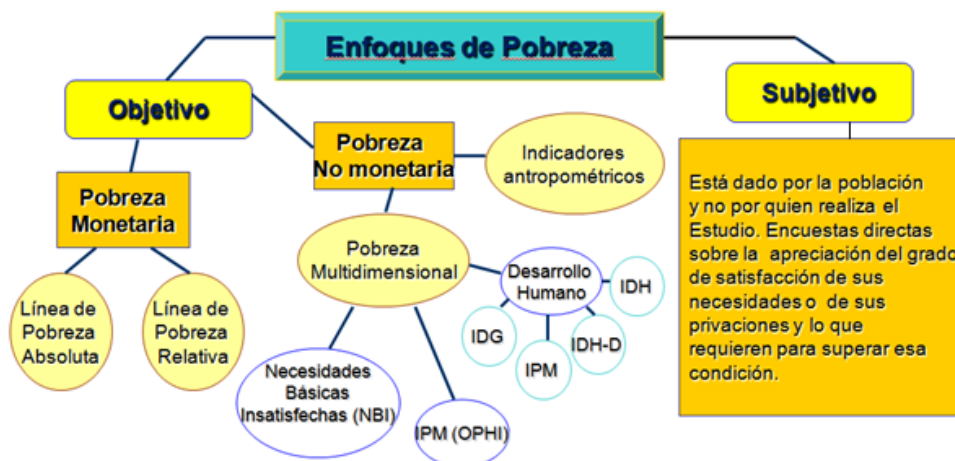 Enfoques de Pobreza
Objetivo
Subjetivo
Pobreza
No monetaria
Indicadores
antropométricos
Pobreza
Monetaria
Está dado por la población
y no por quien realiza el
Estudio. Encuestas directas
sobre la apreciación del grado
de satisfacción de sus
necesidades o de sus
privaciones y lo que
requieren para superar esa
condición.
Pobreza
Multidimensional
Desarrollo
Humano
IDH
Línea de
Pobreza
Absoluta
Línea de
Pobreza
Relativa
IDG
IPM
IDH-D
Necesidades
Básicas
Insatisfechas (NBI)
IPM (OPHI)